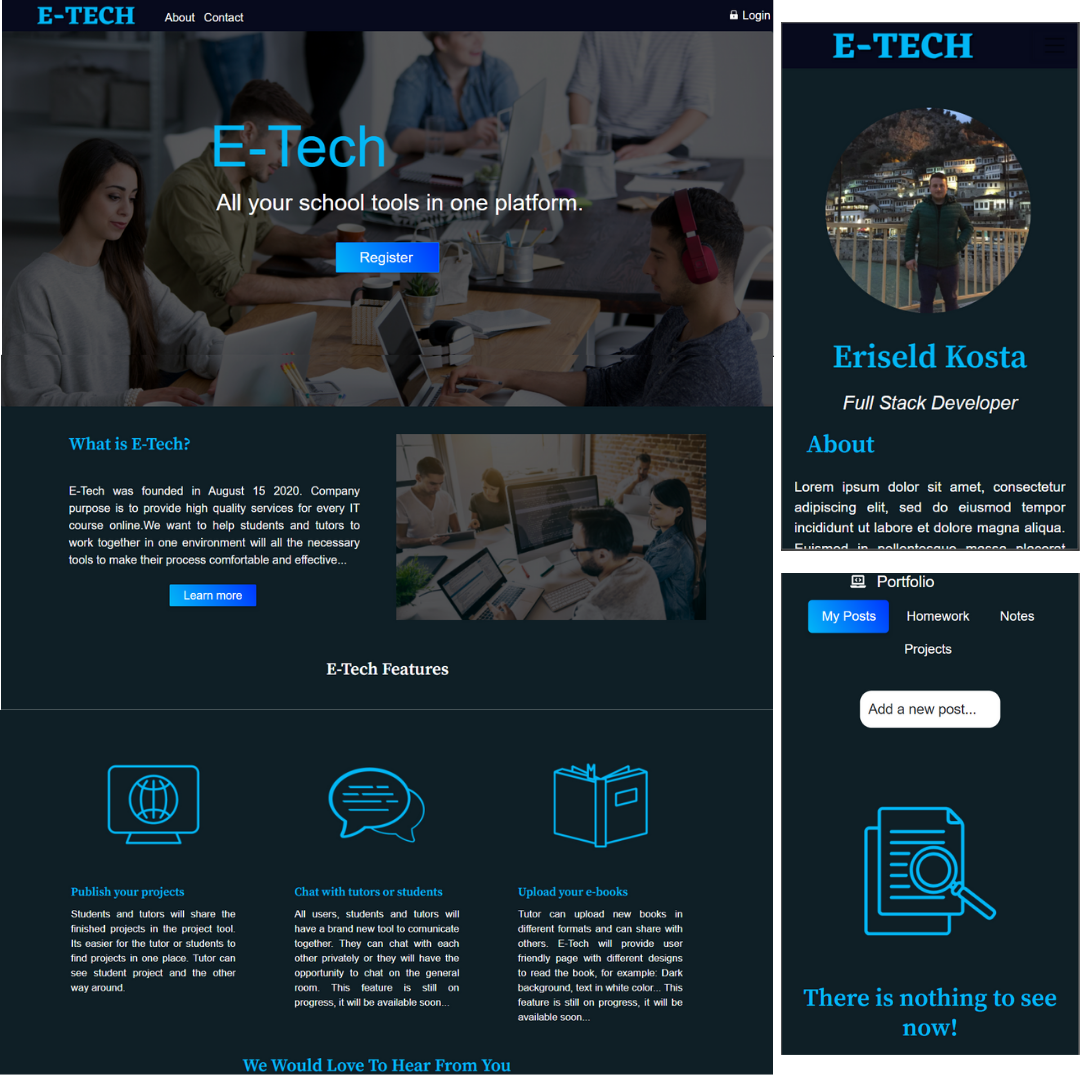 E-TECH
About Contact
Login
E-Tech
All your school tools in one platform.
Register
What is E-Tech?
E-Tech was founded in August 15 2020. Company
purpose is to provide high quality services for every IT
course online.We want to help students and tutors to
work together in one environment will all the necessary
tools to make their process comfortable and effective...
Learn more
E-Tech Features
Publish your projects
Students and tutors will share the
finished projects in the project tool.
Its easier for the tutor or students to
find projects in one place. Tutor can
see student project and the other
way around.
Chat with tutors or students
All users, students and tutors will
have a brand new tool to comunicate
together. They can chat with each
other privately or they will have the
opportunity to chat on the general
room. This feature is still on
progress, it will be available soon...
Upload your e-books
Tutor can upload new books in
different formats and can share with
others. E-Tech will provide user
friendly page with different designs
to read the book, for example: Dark
background, text in white color... This
feature is still on progress, it will be
available soon...
We Would Love To Hear From You
E-TECH
Eriseld Kosta
Full Stack Developer
About
Lorem ipsum dolor sit amet, consectetur
adipiscing elit, sed do eiusmod tempor
incididunt ut labore et dolore magna aliqua.
Euismod in pellentesque massa placerat
Portfolio
My Posts Homework Notes
Projects
Add a new post...
There is nothing to see
now!